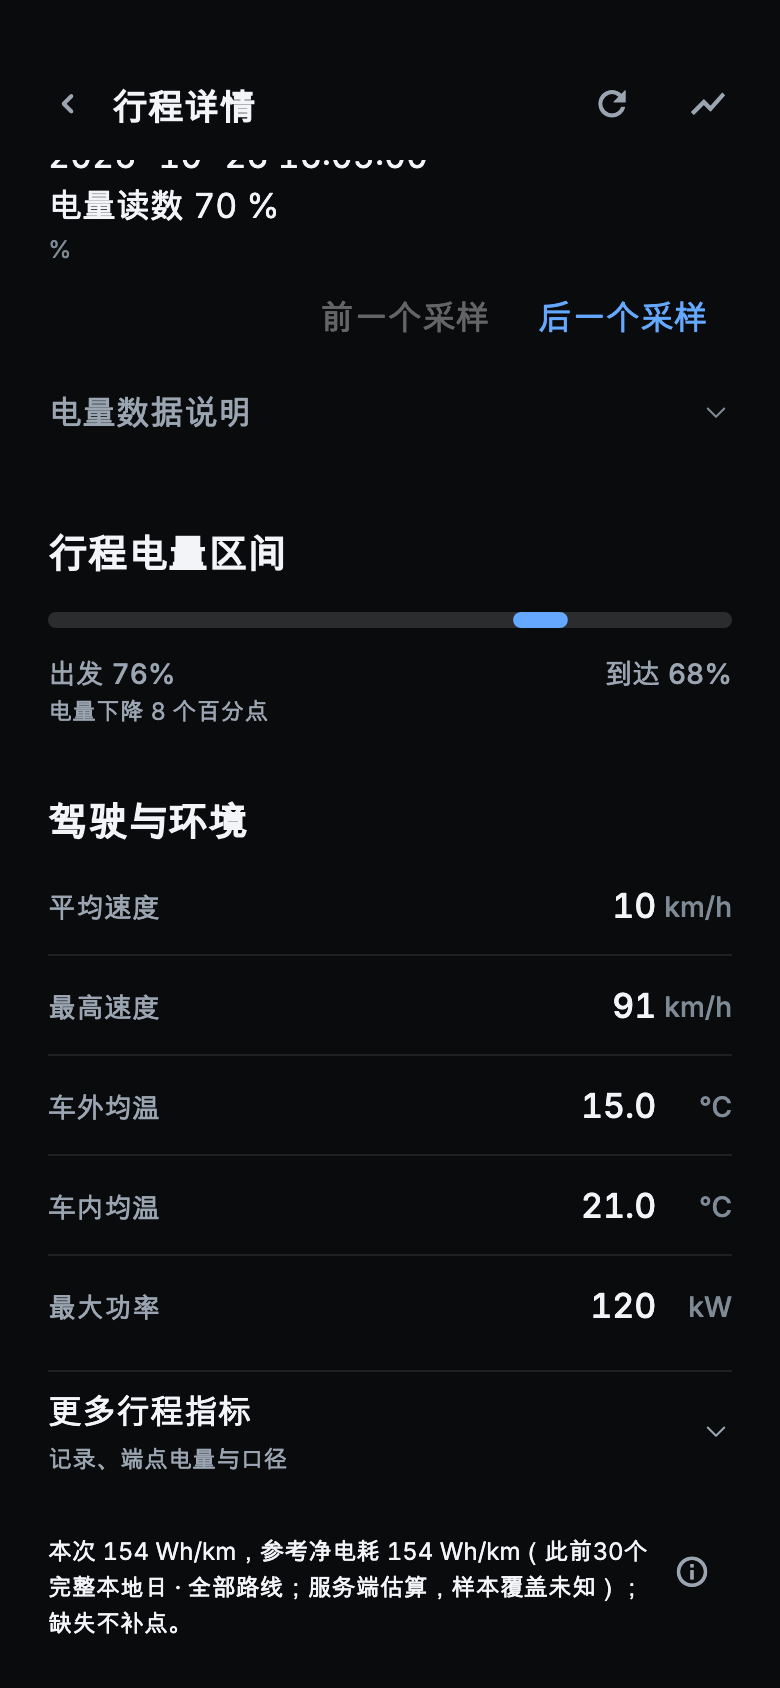 行程详情
电量读数 70 %
%
前一个采样 后一个采样
电量数据说明
行程电量区间
出发 76% 到达 68%
电量下降 8 个百分点
驾驶与环境
平均速度 10 km/h
最高速度 91 km/h
车外均温 15.0 °C
车内均温 21.0 °C
最大功率 120 kW
更多行程指标
记录、端点电量与口径
本次 154 Wh/km，参考净电耗 154 Wh/km（此前30个
完整本地日 · 全部路线；服务端估算，样本覆盖未知）；
缺失不补点。